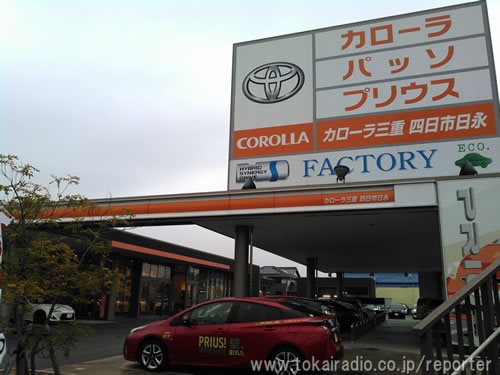 カローラ
パッソ
プリウス
COROLLA
カローラ三重 四日市日永
HYBRID
SYNERGY
DRIVE
FACTORY
ECO.
カローラ三重 四日市日永
PRI
PRIUS!
www.tokairadio.co.jp/reporter